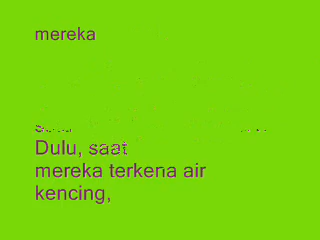 mereka
Dulu, saat
mereka terkena air
kencing,